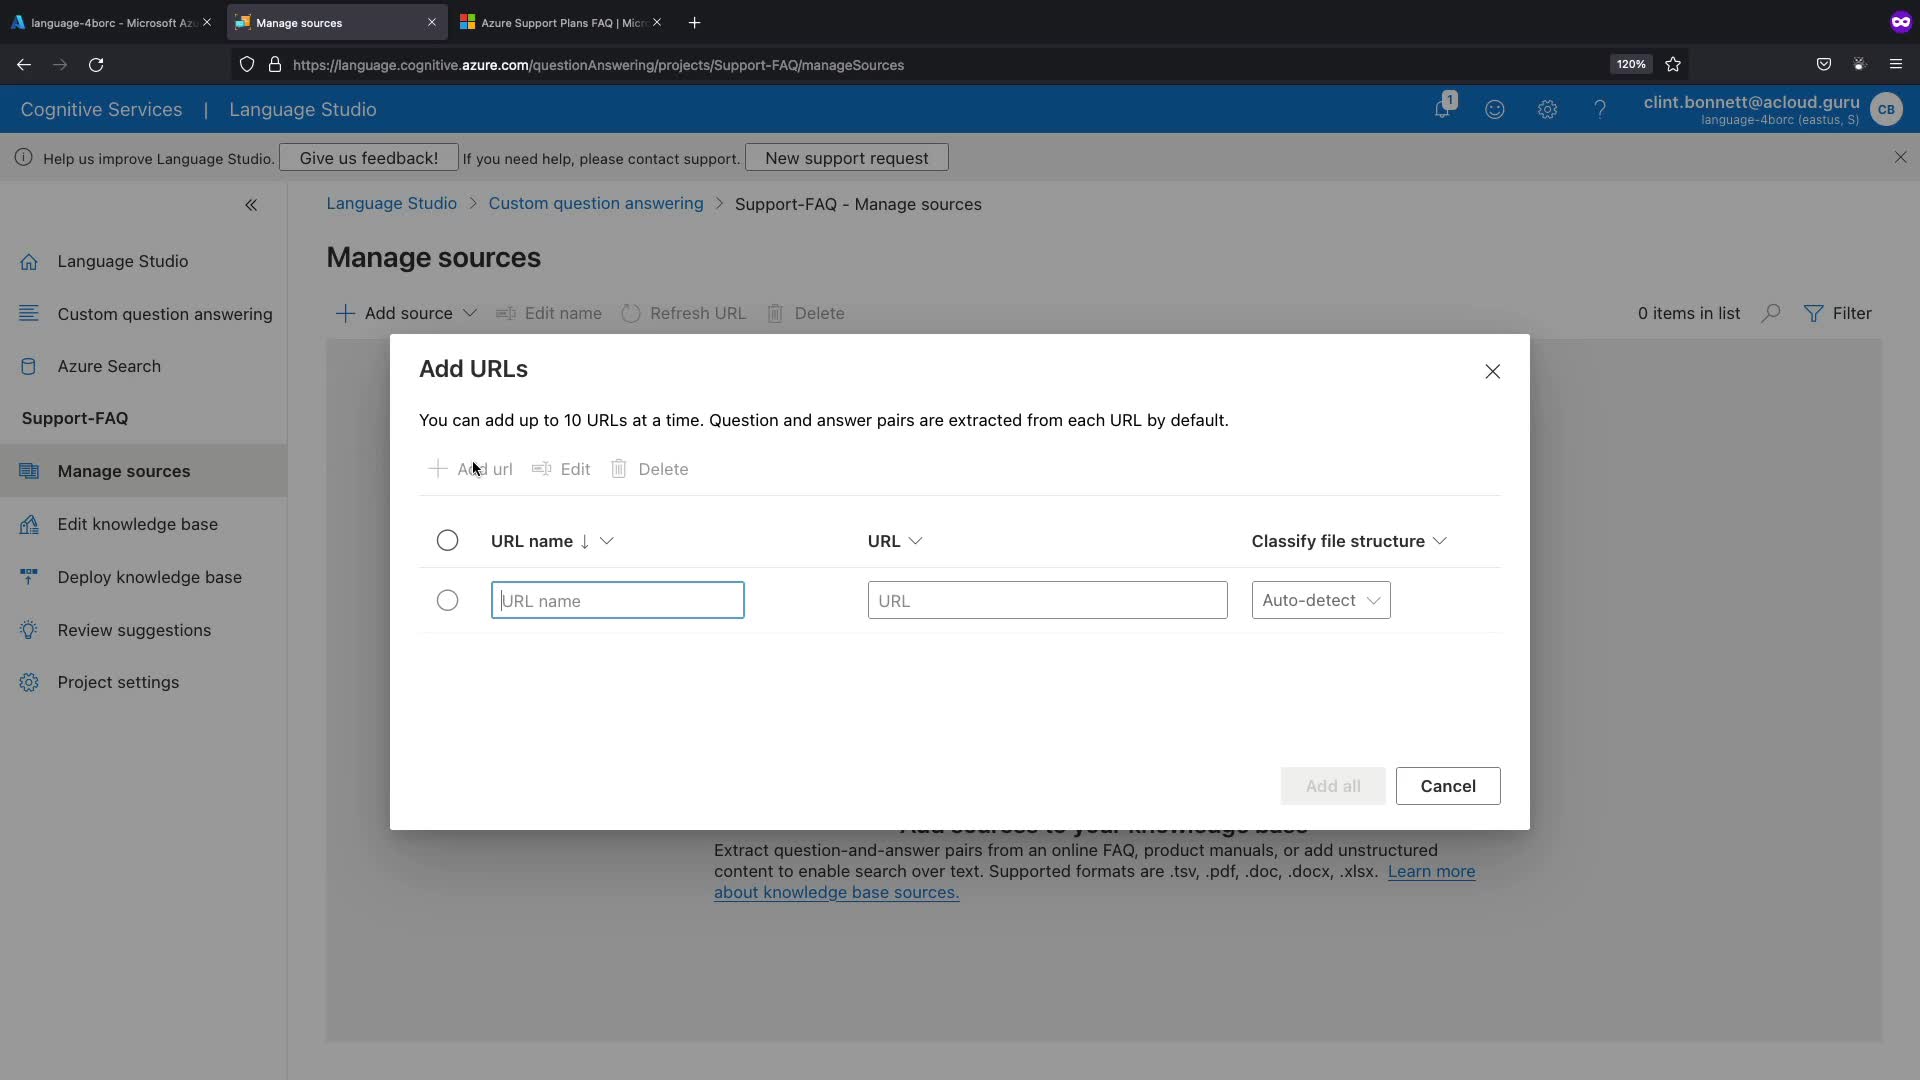 language-4borc - Microsoft Azu
Manage sources
Azure Support Plans FAQ | Micr
https://language.cognitive.azure.com/questionAnswering/projects/Support-FAQ/manageSources
120%
Cognitive Services | Language Studio
1
clint.bonnett@acloud.guru
language-4borc (eastus, S)
CB
Help us improve Language Studio. Give us feedback! If you need help, please contact support. New support request
Language Studio > Custom question answering > Support-FAQ - Manage sources
Manage sources
Language Studio
Custom question answering
Azure Search
Support-FAQ
Manage sources
Edit knowledge base
Deploy knowledge base
Review suggestions
Project settings
Add source Edit name Refresh URL Delete
0 items in list Filter
Add URLs
You can add up to 10 URLs at a time. Question and answer pairs are extracted from each URL by default.
Add url Edit Delete
URL name ↓ URL Classify file structure
URL name URL Auto-detect
Add all Cancel
Add sources to your knowledge base
Extract question-and-answer pairs from an online FAQ, product manuals, or add unstructured
content to enable search over text. Supported formats are .tsv, .pdf, .doc, .docx, .xlsx. Learn more
about knowledge base sources.